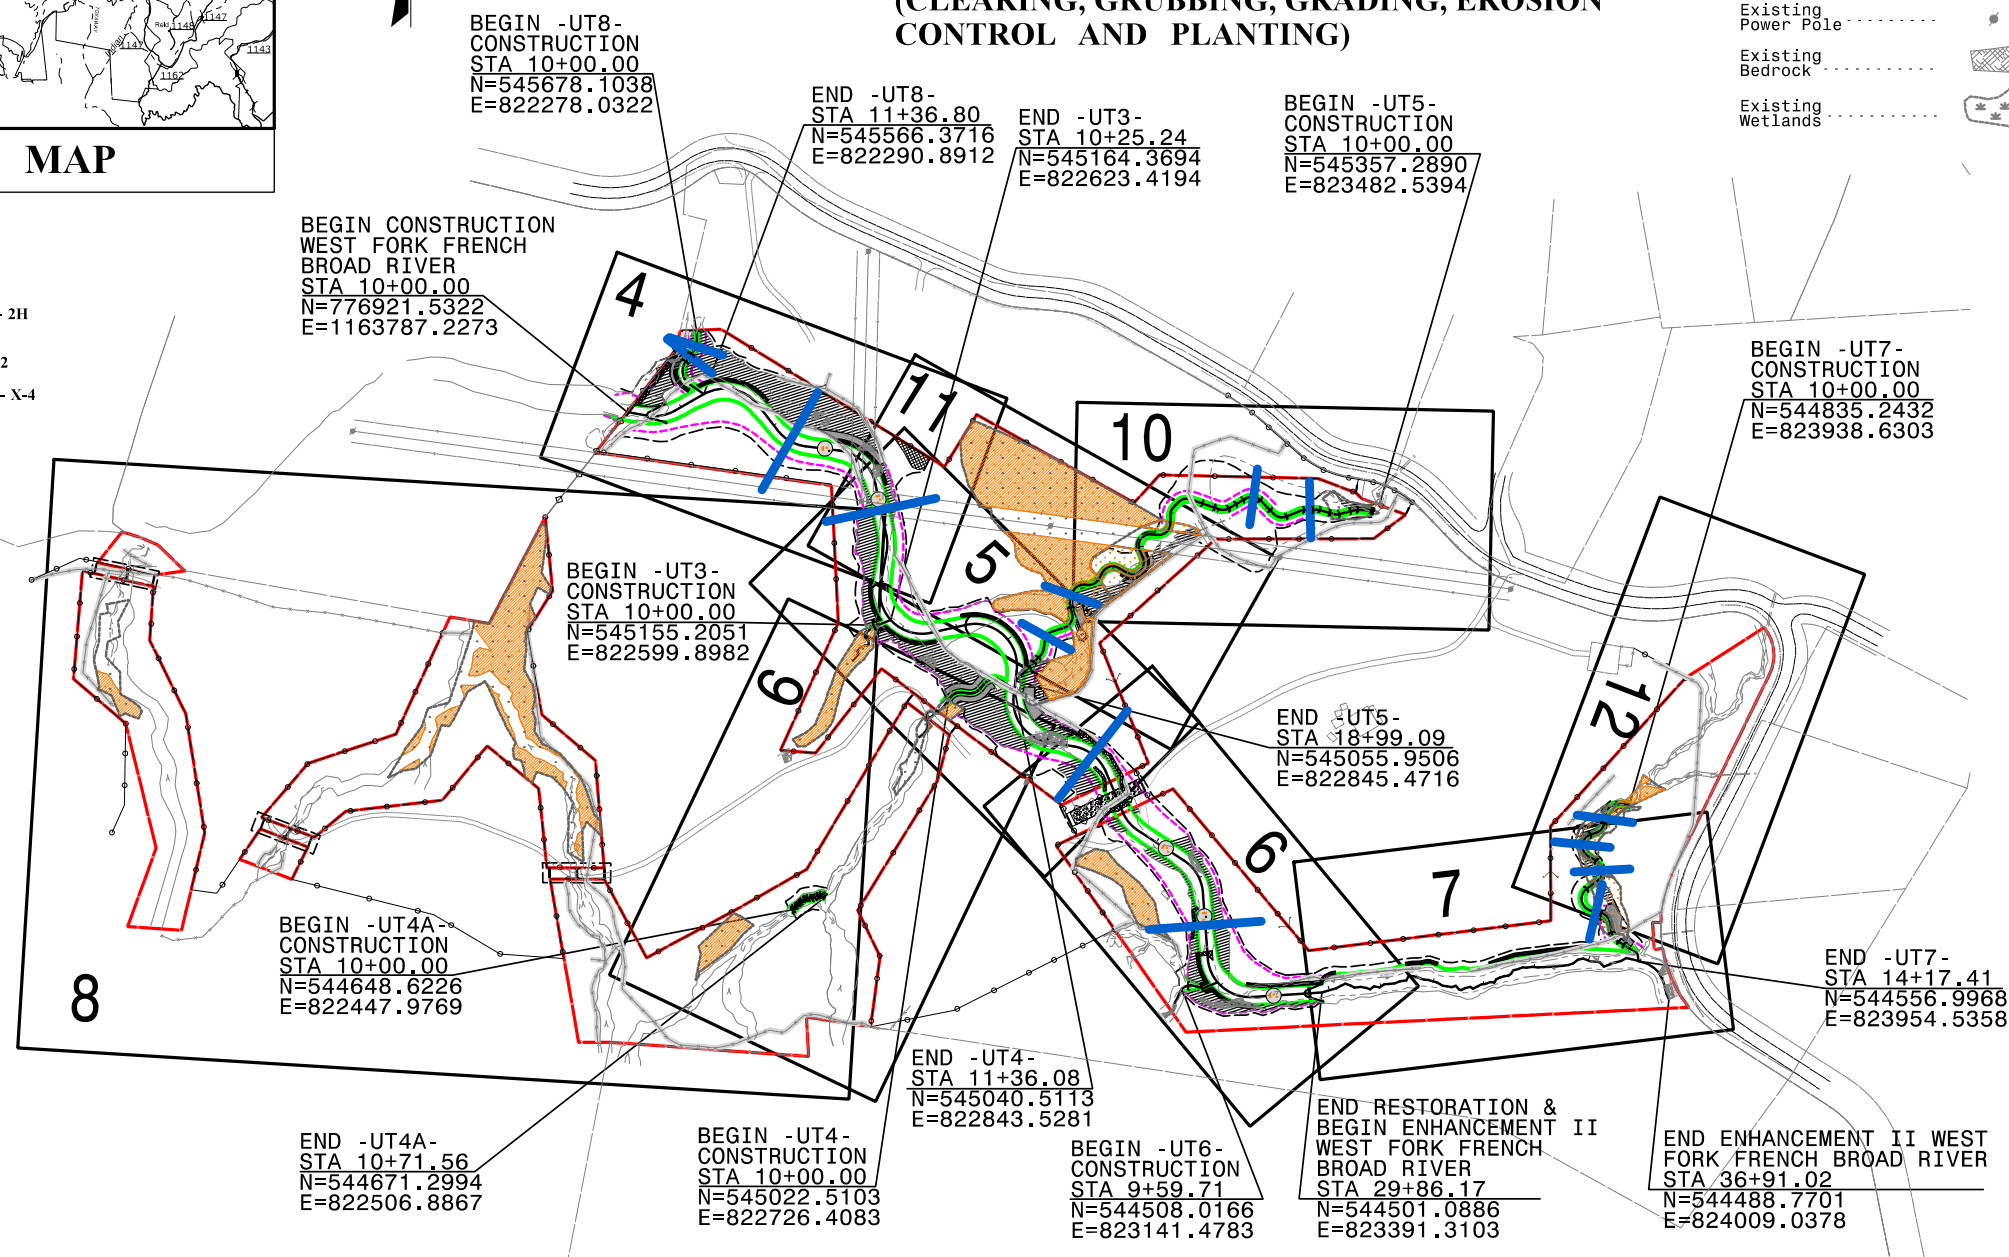 (CLEARING, GRUBBING, GRADING, EROSION
CONTROL AND PLANTING)
Existing
Power Pole
Existing
Bedrock
Existing
Wetlands
1147
1148
1147
1143
1162
MAP
- 2H
2
- X-4
BEGIN -UT8-
CONSTRUCTION
STA 10+00.00
N=545678.1038
E=822278.0322
END -UT8-
STA 11+36.80
N=545566.3716
E=822290.8912
END -UT3-
STA 10+25.24
N=545164.3694
E=822623.4194
BEGIN -UT5-
CONSTRUCTION
STA 10+00.00
N=545357.2890
E=823482.5394
BEGIN CONSTRUCTION
WEST FORK FRENCH
BROAD RIVER
STA 10+00.00
N=776921.5322
E=1163787.2273
BEGIN -UT7-
CONSTRUCTION
STA 10+00.00
N=544835.2432
E=823938.6303
4
11
10
5
BEGIN -UT3-
CONSTRUCTION
STA 10+00.00
N=545155.2051
E=822599.8982
9
12
END -UT5-
STA 18+99.09
N=545055.9506
E=822845.4716
6
7
8
BEGIN -UT4A-
CONSTRUCTION
STA 10+00.00
N=544648.6226
E=822447.9769
END -UT7-
STA 14+17.41
N=544556.9968
E=823954.5358
END -UT4-
STA 11+36.08
N=545040.5113
E=822843.5281
END -UT4A-
STA 10+71.56
N=544671.2994
E=822506.8867
BEGIN -UT4-
CONSTRUCTION
STA 10+00.00
N=545022.5103
E=822726.4083
BEGIN -UT6-
CONSTRUCTION
STA 9+59.71
N=544508.0166
E=823141.4783
END RESTORATION &
BEGIN ENHANCEMENT II
WEST FORK FRENCH
BROAD RIVER
STA 29+86.17
N=544501.0886
E=823391.3103
END ENHANCEMENT II WEST
FORK FRENCH BROAD RIVER
STA 36+91.02
N=544488.7701
E=824009.0378